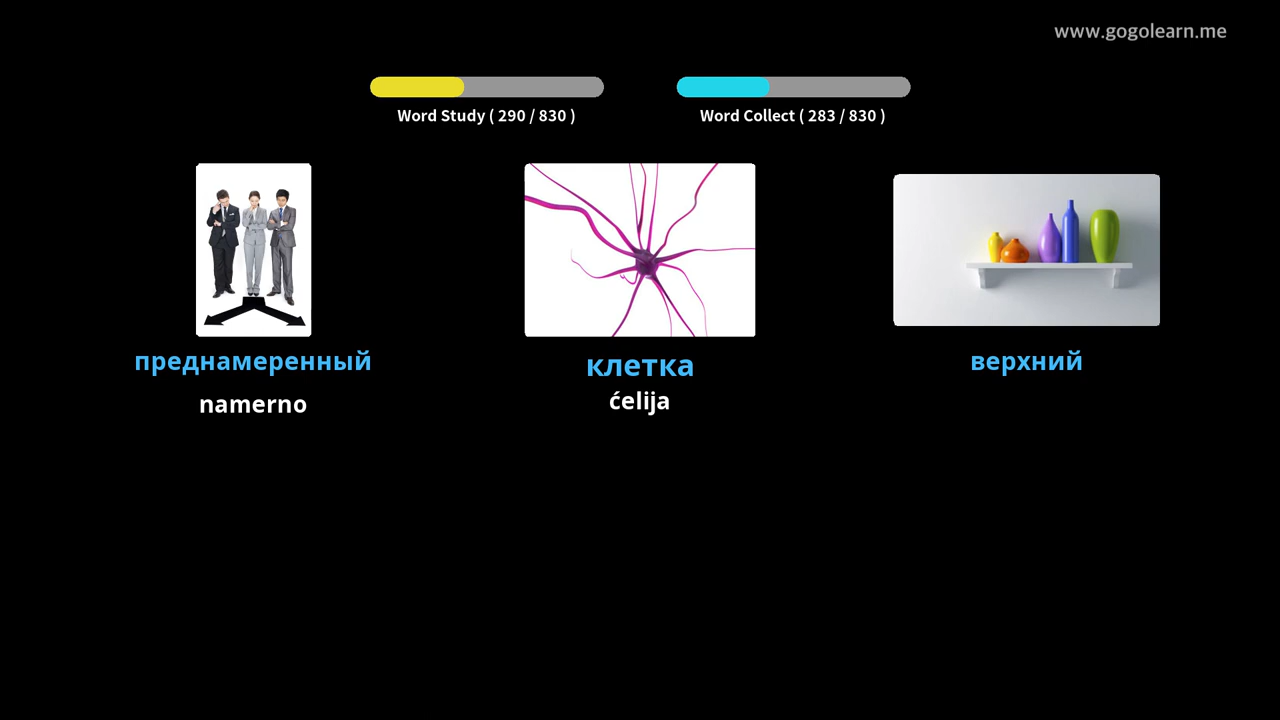 www.gogolearn.me
Word Study ( 290 / 830 )
Word Collect ( 283 / 830 )
преднамеренный
клетка
верхний
namerno
ćelija